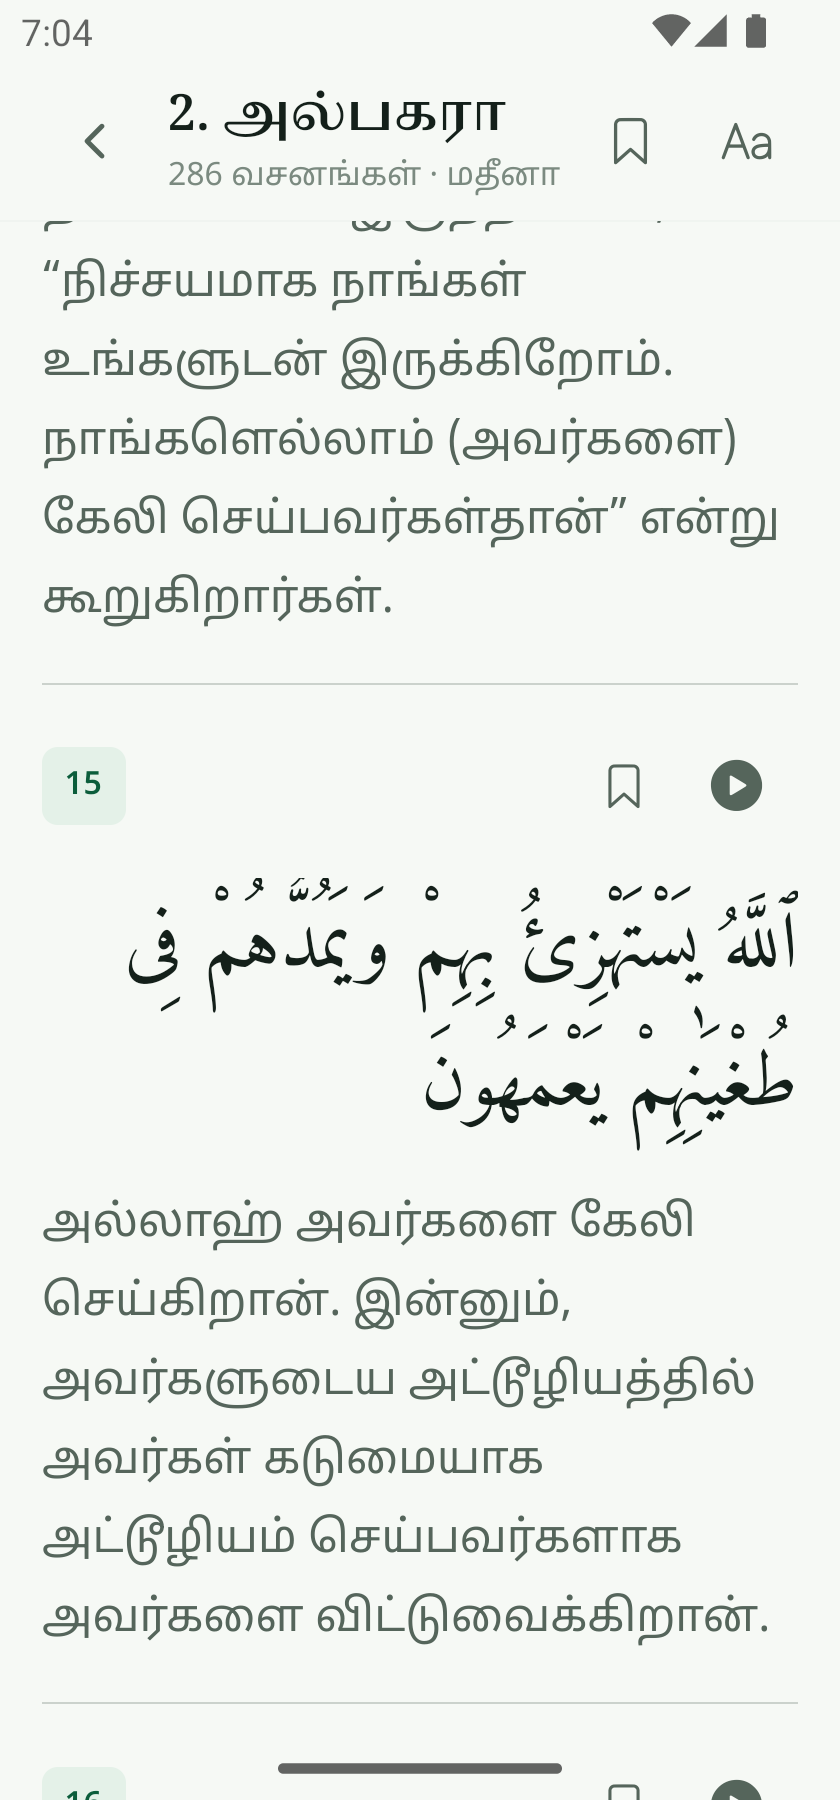 7:04
2. அல்பகரா
Aa
286 வசனங்கள் · மதீனா
“நிச்சயமாக நாங்கள்
உங்களுடன் இருக்கிறோம்.
நாங்களெல்லாம் (அவர்களை)
கேலி செய்பவர்கள்தான்” என்று
கூறுகிறார்கள்.
15
ٱللَّهُ يَسْتَهْزِئُ بِهِمْ وَيَمُدُّهُمْ فِى
طُغْيَـٰنِهِمْ يَعْمَهُونَ
அல்லாஹ் அவர்களை கேலி
செய்கிறான். இன்னும்,
அவர்களுடைய அட்டூழியத்தில்
அவர்கள் கடுமையாக
அட்டூழியம் செய்பவர்களாக
அவர்களை விட்டுவைக்கிறான்.
16